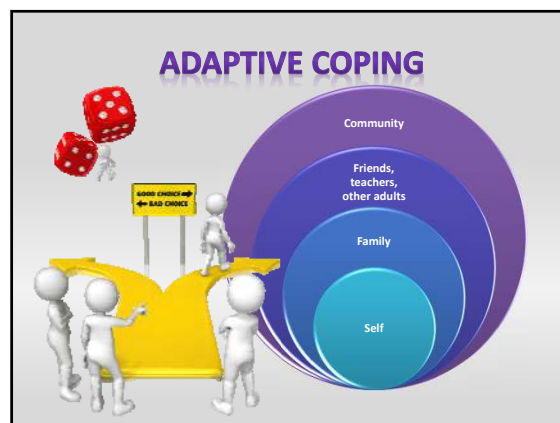 ADAPTIVE COPING
Community
Friends,
teachers,
other adults
Family
Self
GOOD CHOICE
BAD CHOICE